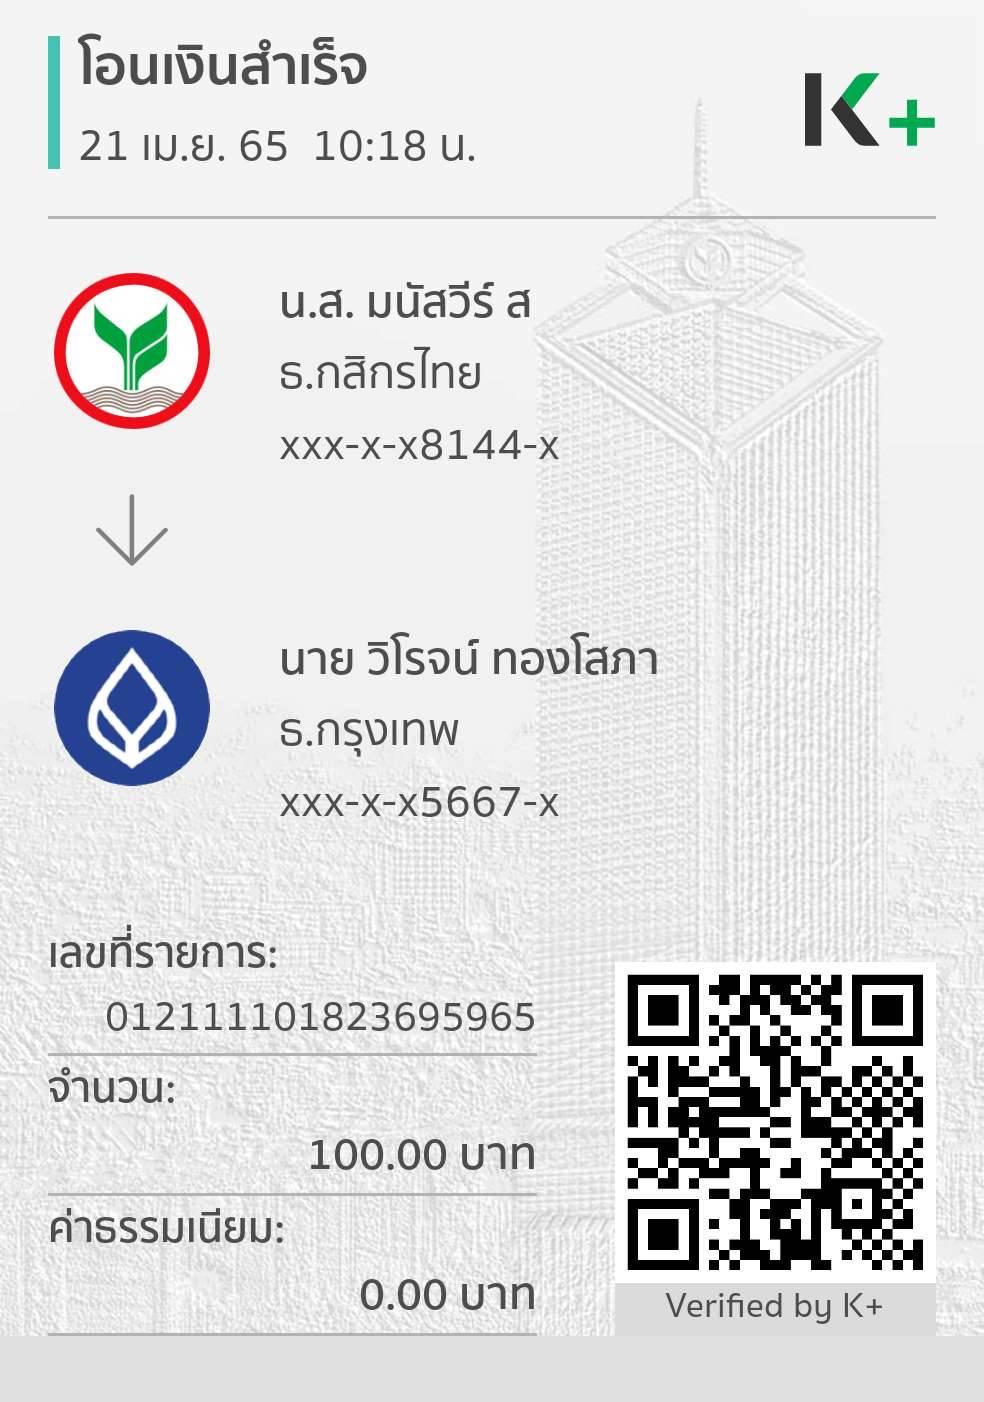 โอนเงินสำเร็จ
21 เม.ย. 65  10:18 น.
K+
น.ส. มนัสวีร์ ส
ธ.กสิกรไทย
xxx-x-x8144-x
นาย วิโรจน์ ทองโสภา
ธ.กรุงเทพ
xxx-x-x5667-x
เลขที่รายการ:
012111101823695965
จำนวน:
100.00 บาท
ค่าธรรมเนียม:
0.00 บาท
Verified by K+